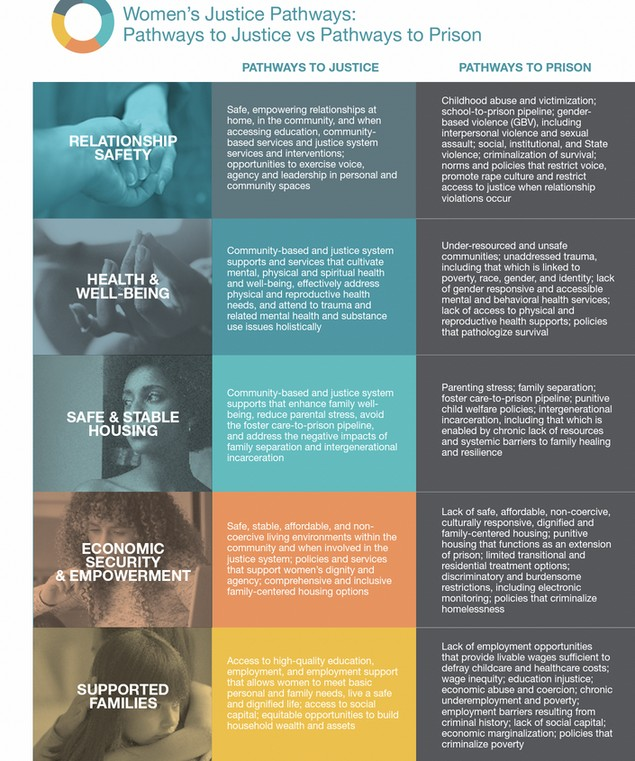 Women's Justice Pathways:
Pathways to Justice vs Pathways to Prison
PATHWAYS TO JUSTICE
PATHWAYS TO PRISON
RELATIONSHIP
SAFETY
Safe, empowering relationships at
home, in the community, and when
accessing education, community-
based services and justice system
services and interventions;
opportunities to exercise voice,
agency and leadership in personal and
community spaces
Childhood abuse and victimization;
school-to-prison pipeline; gender-
based violence (GBV), including
interpersonal violence and sexual
assault; social, institutional, and State
violence; criminalization of survival;
norms and policies that restrict voice,
promote rape culture and restrict
access to justice when relationship
violations occur
HEALTH &
WELL-BEING
Community-based and justice system
supports and services that cultivate
mental, physical and spiritual health
and well-being, effectively address
physical and reproductive health
needs, and attend to trauma and
related mental health and substance
use issues holistically
Under-resourced and unsafe
communities; unaddressed trauma,
including that which is linked to
poverty, race, gender, and identity; lack
of gender responsive and accessible
mental and behavioral health services;
lack of access to physical and
reproductive health supports; policies
that pathologize survival
SAFE & STABLE
HOUSING
Community-based and justice system
supports that enhance family well-
being, reduce parental stress, avoid
the foster care-to-prison pipeline,
and address the negative impacts of
family separation and intergenerational
incarceration
Parenting stress; family separation;
foster care-to-prison pipeline; punitive
child welfare policies; intergenerational
incarceration, including that which is
enabled by chronic lack of resources
and systemic barriers to family healing
and resilience
ECONOMIC
SECURITY
& EMPOWERMENT
Safe, stable, affordable, and non-
coercive living environments within the
community and when involved in the
justice system; policies and services
that support women's dignity and
agency; comprehensive and inclusive
family-centered housing options
Lack of safe, affordable, non-coercive,
culturally responsive, dignified and
family-centered housing; punitive
housing that functions as an extension
of prison; limited transitional and
residential treatment options;
discriminatory and burdensome
restrictions, including electronic
monitoring; policies that criminalize
homelessness
SUPPORTED
FAMILIES
Access to high-quality education,
employment, and employment support
that allows women to meet basic
personal and family needs, live a safe
and dignified life; access to social
capital; equitable opportunities to build
household wealth and assets
Lack of employment opportunities
that provide livable wages sufficient to
defray childcare and healthcare costs;
wage inequity; education injustice;
economic abuse and coercion; chronic
underemployment and poverty;
employment barriers resulting from
criminal history; lack of social capital;
economic marginalization; policies that
criminalize poverty